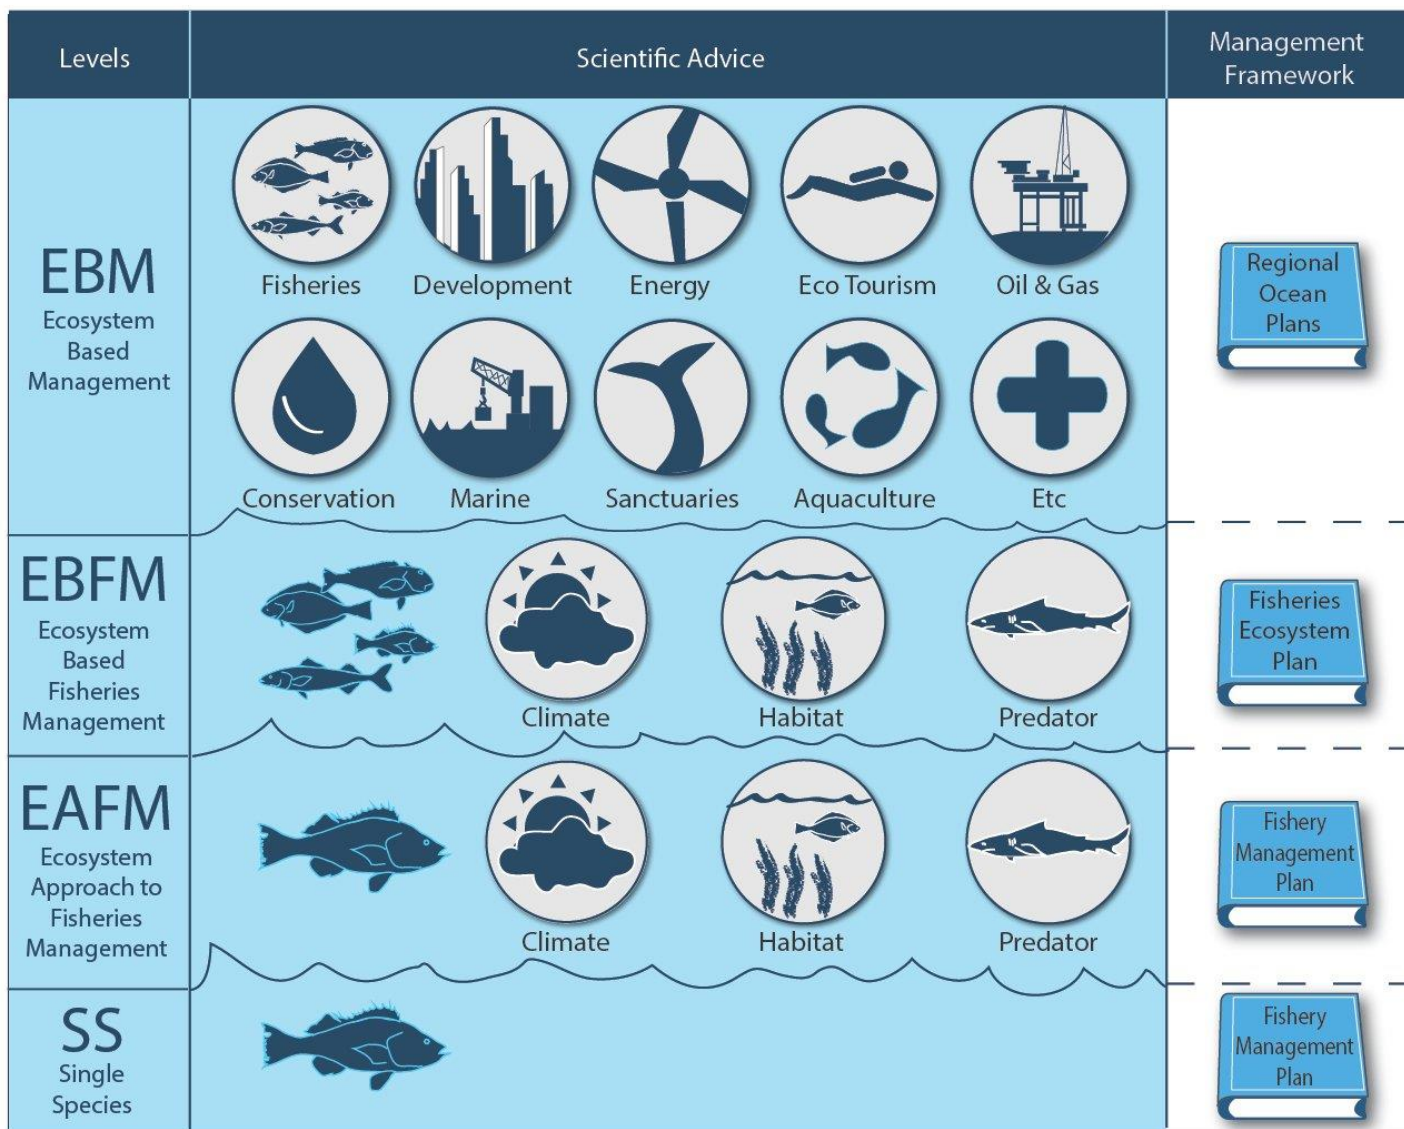 Levels
Scientific Advice
Management
Framework
EBM
Ecosystem
Based
Management
Fisheries
Development
Energy
Eco Tourism
Oil & Gas
Conservation
Marine
Sanctuaries
Aquaculture
Etc
Regional
Ocean
Plans
EBFM
Ecosystem
Based
Fisheries
Management
Climate
Habitat
Predator
Fisheries
Ecosystem
Plan
EAFM
Ecosystem
Approach to
Fisheries
Management
Climate
Habitat
Predator
Fishery
Management
Plan
SS
Single
Species
Fishery
Management
Plan